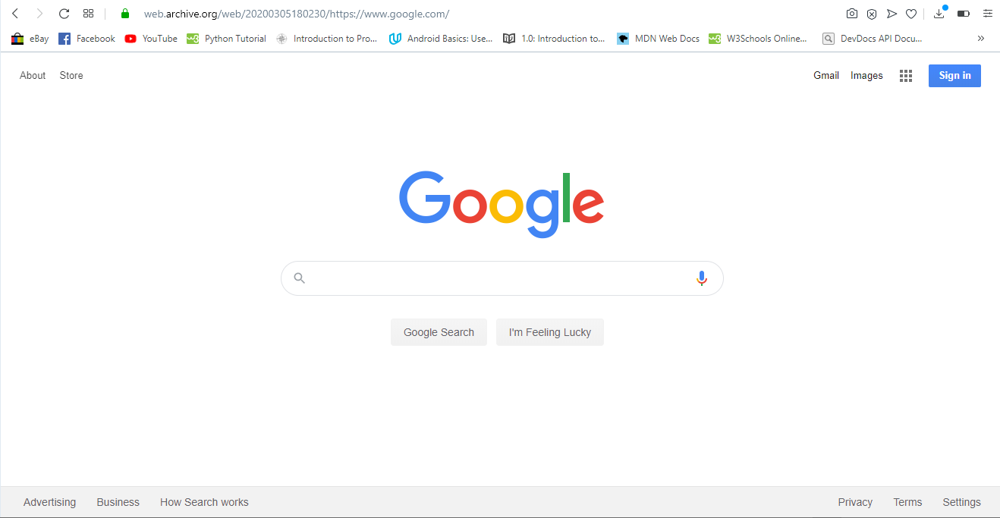 web.archive.org/web/20200305180230/https://www.google.com/
eBay Facebook YouTube Python Tutorial Introduction to Pro... Android Basics: Use... 1.0: Introduction to... MDN Web Docs W3Schools Online... DevDocs API Docu... »
About Store Gmail Images Sign in
Google
Google Search I'm Feeling Lucky
Advertising Business How Search works Privacy Terms Settings